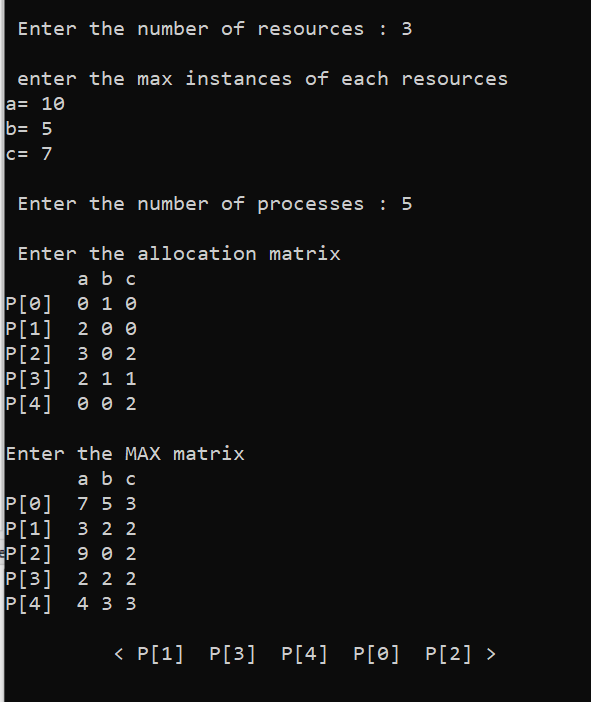 Enter the number of resources : 3
enter the max instances of each resources
a= 10
b= 5
c= 7
Enter the number of processes : 5
Enter the allocation matrix
a b c
P[0] 0 1 0
P[1] 2 0 0
P[2] 3 0 2
P[3] 2 1 1
P[4] 0 0 2
Enter the MAX matrix
a b c
P[0] 7 5 3
P[1] 3 2 2
P[2] 9 0 2
P[3] 2 2 2
P[4] 4 3 3
< P[1] P[3] P[4] P[0] P[2] >